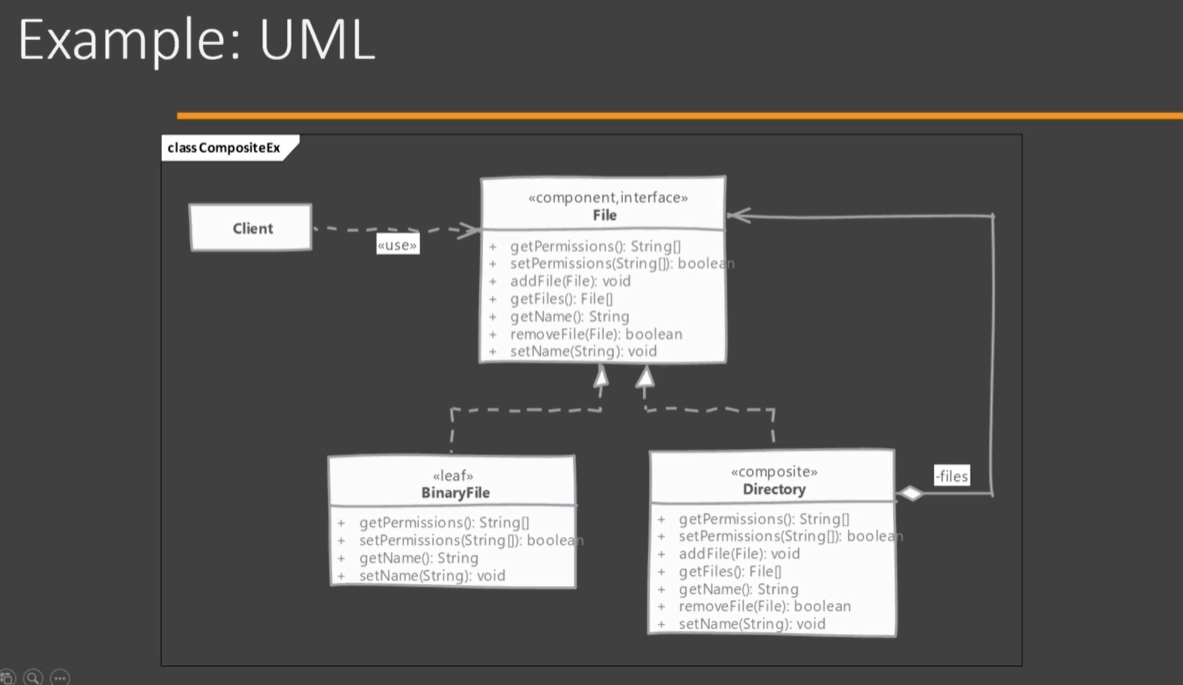 Example: UML
class CompositeEx
Client
«use»
«component,interface»
File
+ getPermissions(): String[]
+ setPermissions(String[]): boolean
+ addFile(File): void
+ getFiles(): File[]
+ getName(): String
+ removeFile(File): boolean
+ setName(String): void
«leaf»
BinaryFile
+ getPermissions(): String[]
+ setPermissions(String[]): boolean
+ getName(): String
+ setName(String): void
«composite»
Directory
-files
+ getPermissions(): String[]
+ setPermissions(String[]): boolean
+ addFile(File): void
+ getFiles(): File[]
+ getName(): String
+ removeFile(File): boolean
+ setName(String): void